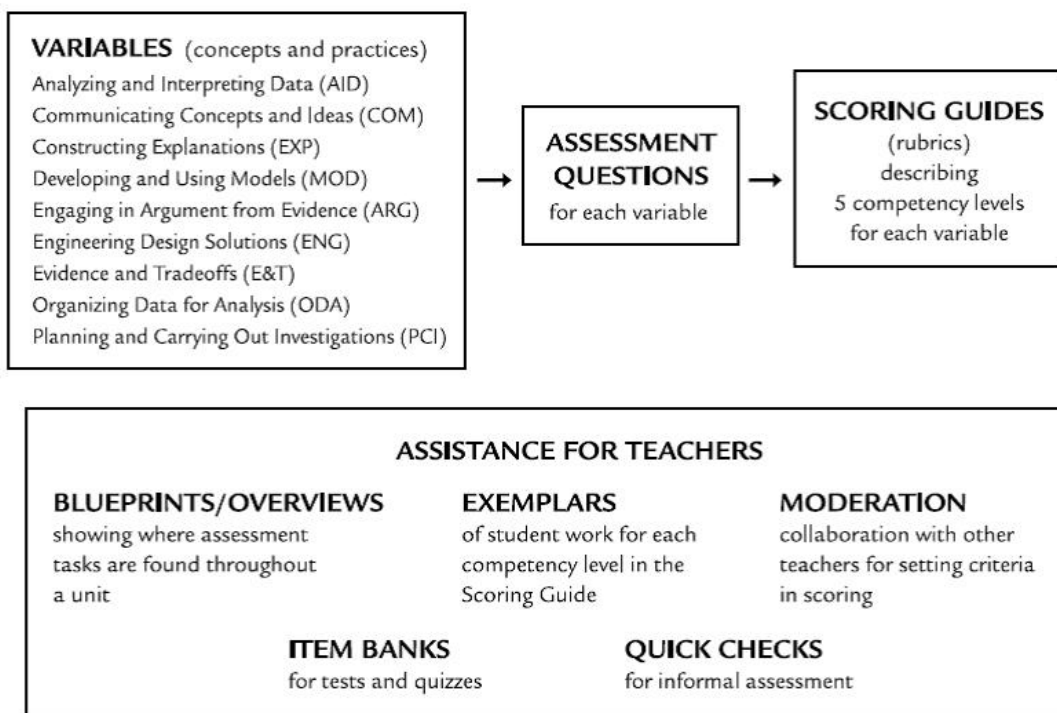 VARIABLES (concepts and practices)
Analyzing and Interpreting Data (AID)
Communicating Concepts and Ideas (COM)
Constructing Explanations (EXP)
Developing and Using Models (MOD)
Engaging in Argument from Evidence (ARG)
Engineering Design Solutions (ENG)
Evidence and Tradeoffs (E&T)
Organizing Data for Analysis (ODA)
Planning and Carrying Out Investigations (PCI)
ASSESSMENT
QUESTIONS
for each variable
SCORING GUIDES
(rubrics)
describing
5 competency levels
for each variable
ASSISTANCE FOR TEACHERS
BLUEPRINTS/OVERVIEWS
showing where assessment
tasks are found throughout
a unit
EXEMPLARS
of student work for each
competency level in the
Scoring Guide
MODERATION
collaboration with other
teachers for setting criteria
in scoring
ITEM BANKS
for tests and quizzes
QUICK CHECKS
for informal assessment